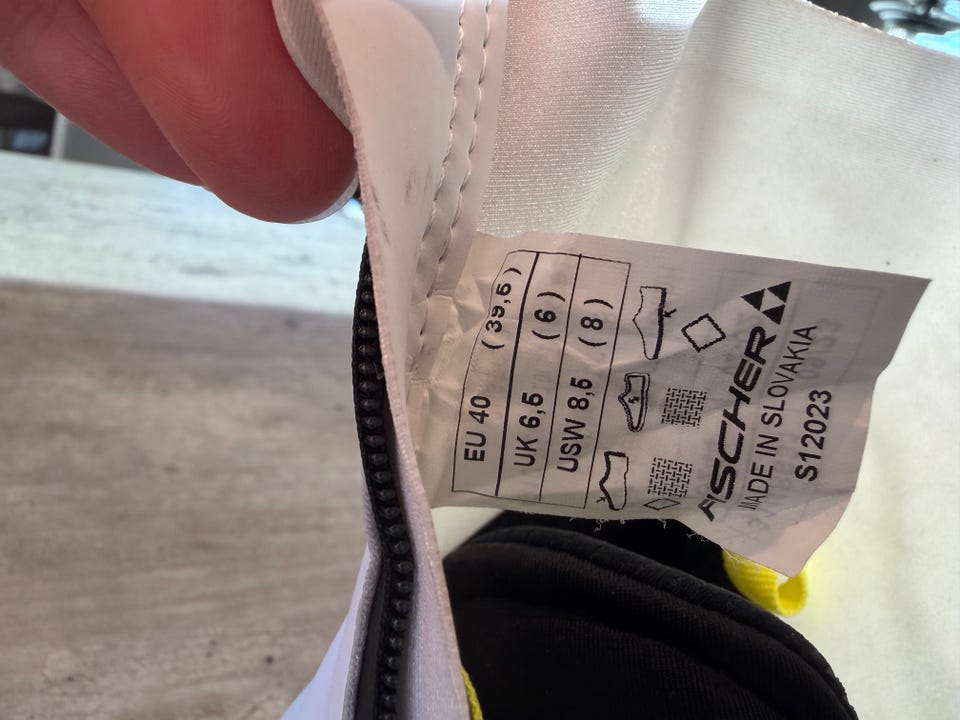 EU 40 (39,5)
UK 6,5 (6)
USW 8,5 (8)
FISCHER
MADE IN SLOVAKIA
S12023